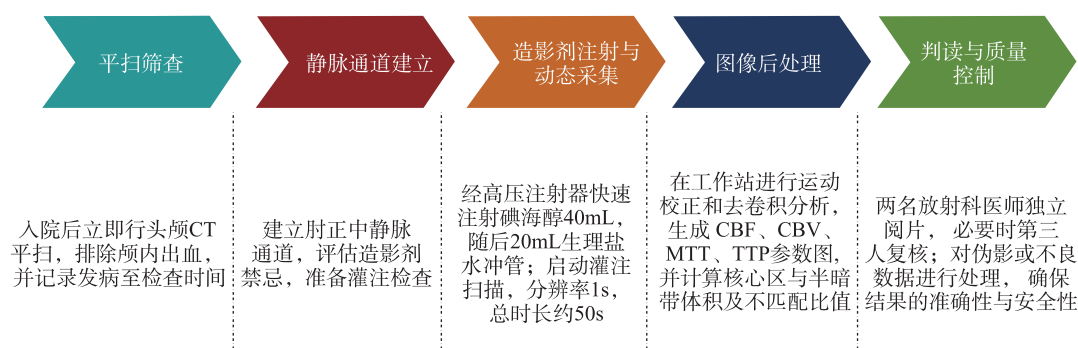 平扫筛查
静脉通道建立
造影剂注射与
动态采集
图像后处理
判读与质量
控制
入院后立即行头颅CT
平扫，排除颅内出血，
并记录发病至检查时间
建立肘正中静脉
通道，评估造影剂
禁忌，准备灌注检查
经高压注射器快速
注射碘海醇40mL，
随后20mL生理盐
水冲管；启动灌注
扫描，分辨率1s，
总时长约50s
在工作站进行运动
校正和去卷积分析，
生成 CBF、CBV、
MTT、TTP参数图，
并计算核心区与半暗
带体积及不匹配比值
两名放射科医师独立
阅片， 必要时第三
人复核；对伪影或不良
数据进行处理， 确保
结果的准确性与安全性